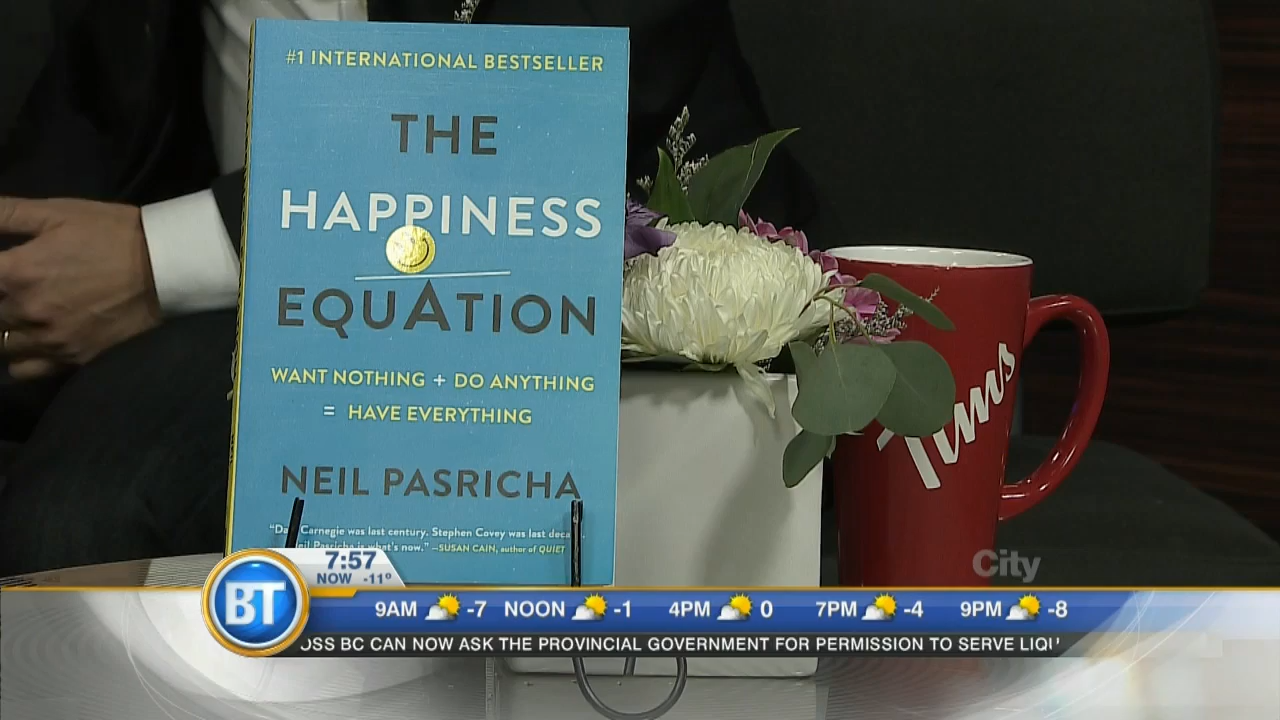 #1 INTERNATIONAL BESTSELLER
THE
HAPPINESS
EQUATION
WANT NOTHING + DO ANYTHING
= HAVE EVERYTHING
NEIL PASRICHA
Carnegie was last century. Stephen Covey was last
Pasricha is what's now." —SUSAN CAIN, author of QUIET
Tims
City
7:57
NOW -11°
BT
9AM -7 NOON -1 4PM 0 7PM -4 9PM -8
BC CAN NOW ASK THE PROVINCIAL GOVERNMENT FOR PERMISSION TO SERVE